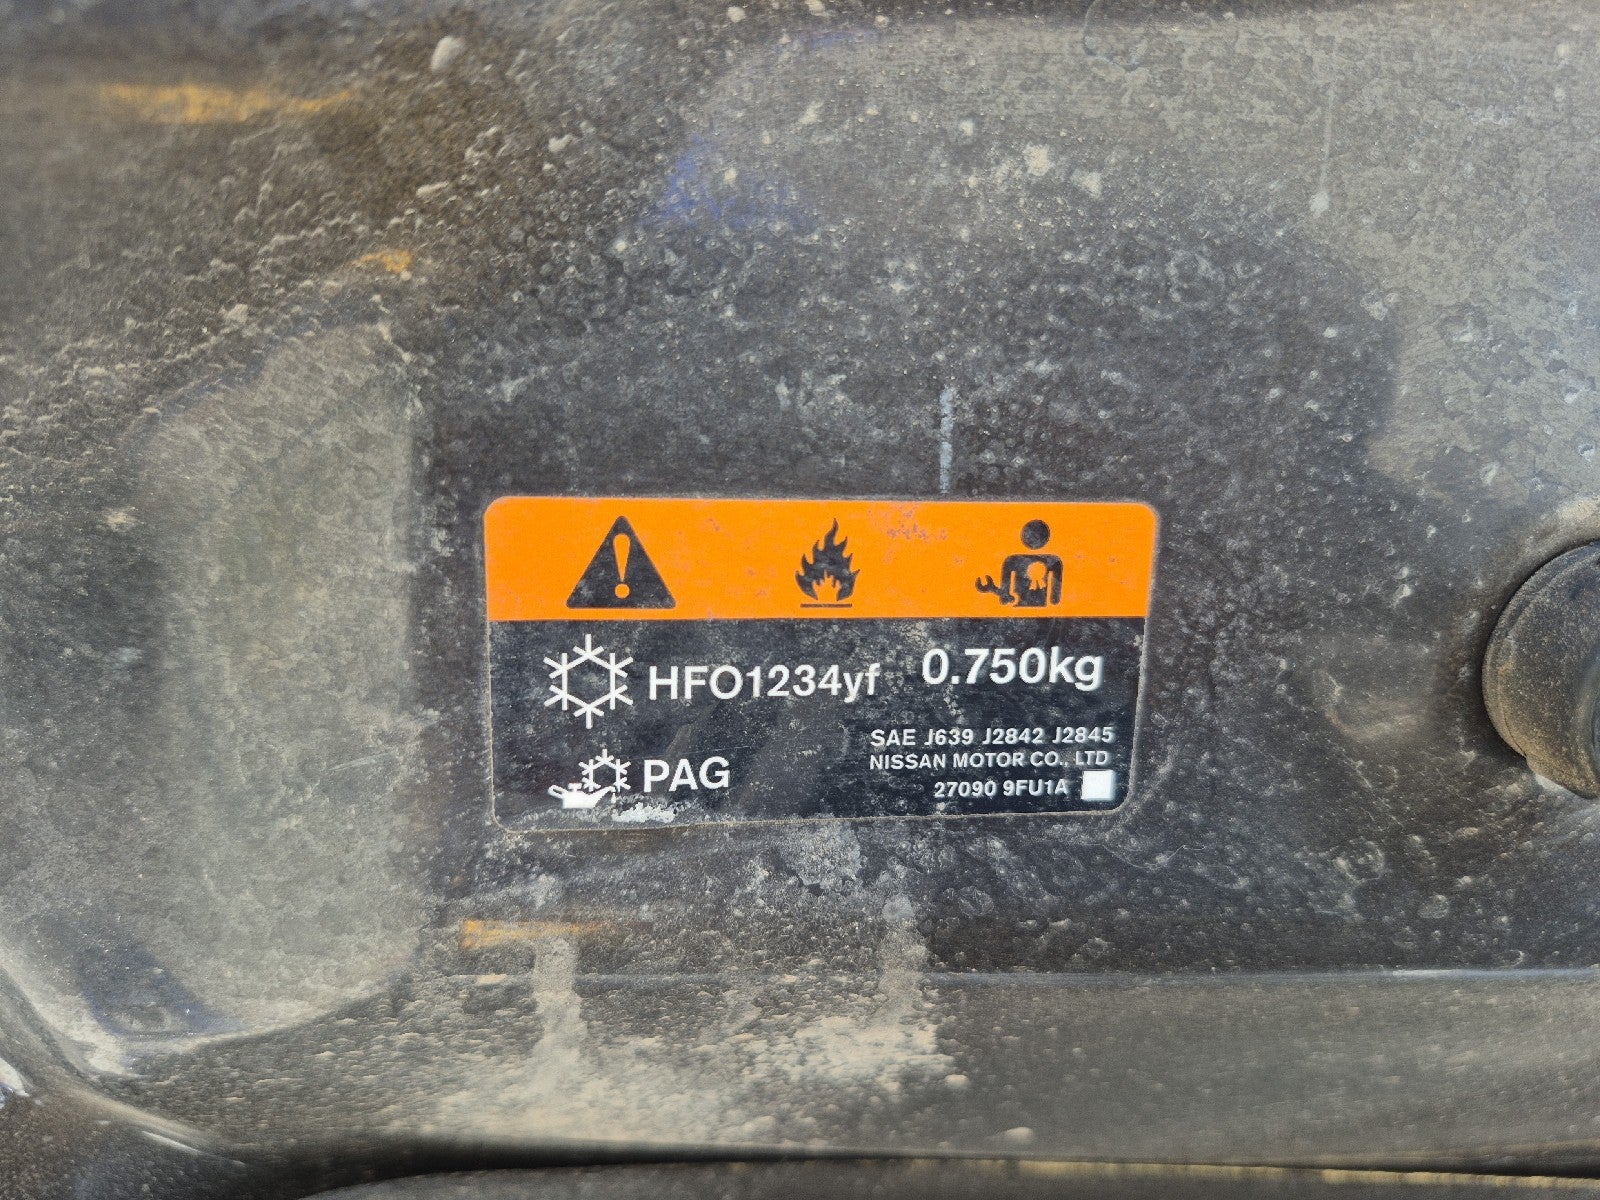 HFO1234yf 0.750kg
SAE J639 J2842 J2845
NISSAN MOTOR CO., LTD
PAG
27090 9FU1A